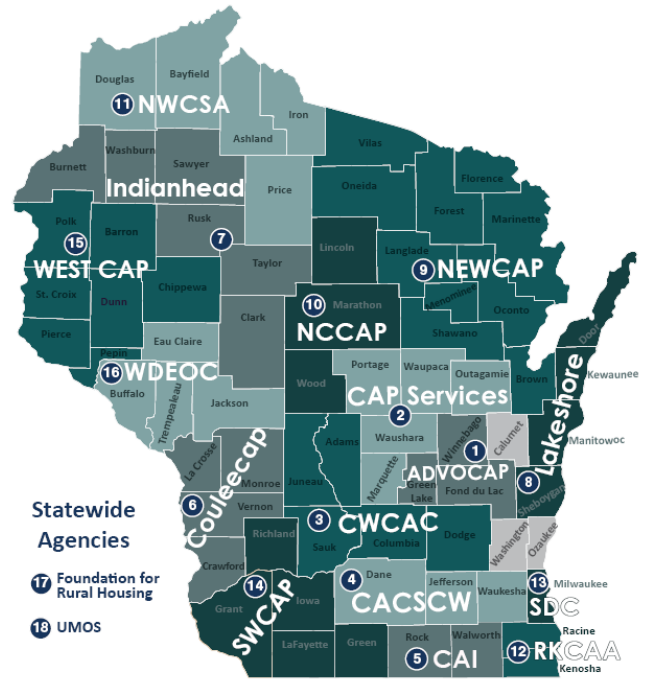 Douglas
Bayfield
11 NWCSA
Iron
Ashland
Vilas
Burnett
Washburn
Sawyer
Florence
Indianhead
Price
Oneida
Forest
Marinette
Polk
Rusk
Barron
15
7
Lincoln
Langlade
WEST CAP
Taylor
9 NEWCAP
St. Croix
Dunn
Chippewa
Menominee
10 Marathon
Oconto
Clark
NCCAP
Shawano
Pierce
Door
Eau Claire
Pepin
Portage
Waupaca
16 WDEOC
Outagamie
Brown
Kewaunee
Wood
Buffalo
Trempealeau
Jackson
CAP Services
2
Lakeshore
Adams
Waushara
Winnebago
Calumet
Manitowoc
La Crosse
1
Marquette
ADVOCAP
Monroe
Juneau
Green
Lake
Fond du Lac
8
Sheboygan
Couleecap
6
Vernon
Statewide
Agencies
3 CWCAC
Richland
Sauk
Columbia
Dodge
Washington
Ozaukee
Crawford
17 Foundation for
Rural Housing
14
4 Dane
Jefferson
Waukesha
13 Milwaukee
Grant
SWCAP
Iowa
CACSCW
SDC
18 UMOS
LaFayette
Green
Rock
Walworth
Racine
5 CAI
12 RKCAA
Kenosha